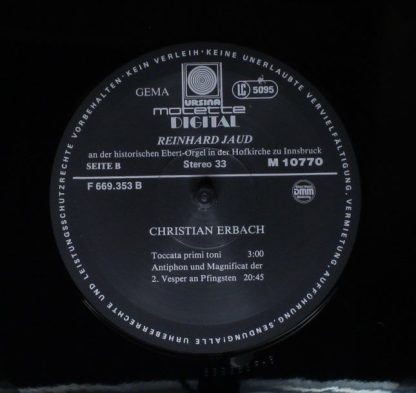 GEMA
LC 5095
URSINA
motette
DIGITAL
REINHARD JAUD
an der historischen Ebert-Orgel in der Hofkirche zu Innsbruck
SEITE B
Stereo 33
M 10770
F 669.353 B
DMM
CHRISTIAN ERBACH
Toccata primi toni 3:00
Antiphon und Magnificat der
2. Vesper an Pfingsten 20:45
ALLE URHEBERRECHTE UND LEISTUNGSSCHUTZRECHTE VORBEHALTEN·KEIN VERLEIH·KEINE UNERLAUBTE VERVIELFÄLTIGUNG, VERMIETUNG, AUFFÜHRUNG, SENDUNG!